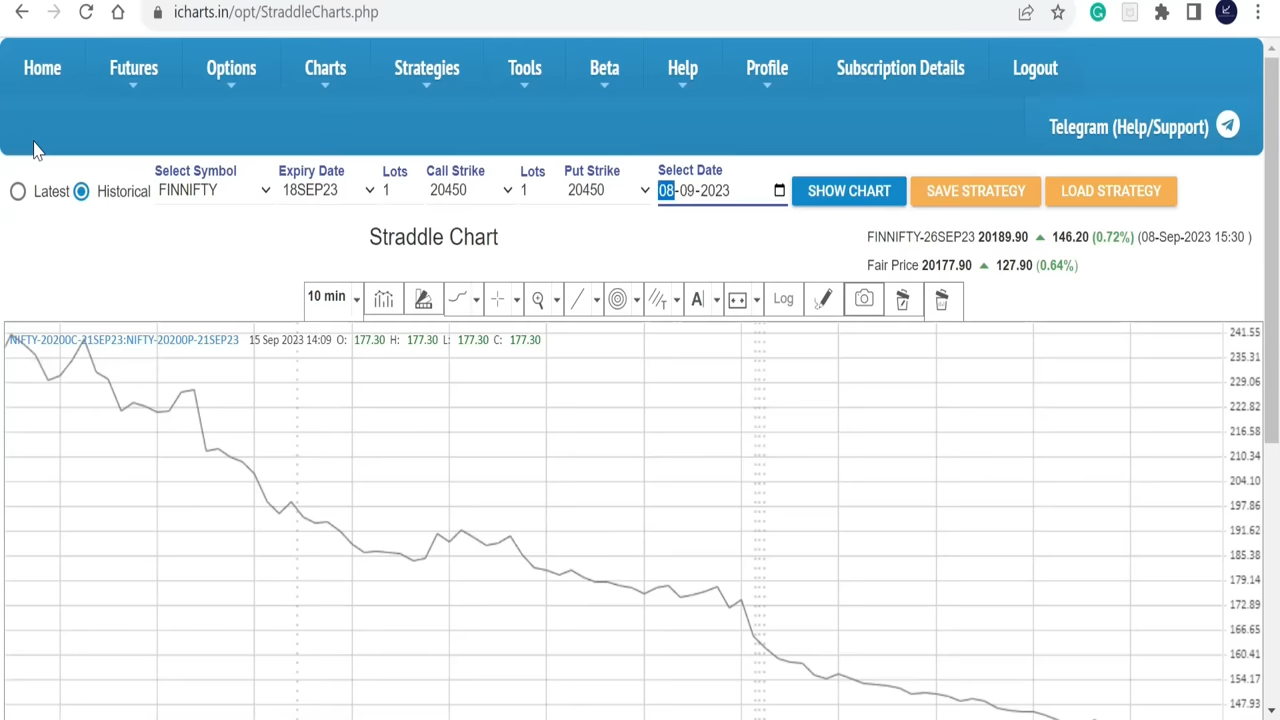 icharts.in/opt/StraddleCharts.php
Home Futures Options Charts Strategies Tools Beta Help Profile Subscription Details Logout
Telegram (Help/Support)
Select Symbol Expiry Date Lots Call Strike Lots Put Strike Select Date
Latest Historical FINNIFTY 18SEP23 1 20450 1 20450 08-09-2023 SHOW CHART SAVE STRATEGY LOAD STRATEGY
Straddle Chart
FINNIFTY-26SEP23 20189.90 ▲ 146.20 (0.72%) (08-Sep-2023 15:30 )
Fair Price 20177.90 ▲ 127.90 (0.64%)
10 min A Log
NIFTY-20200C-21SEP23:NIFTY-20200P-21SEP23 15 Sep 2023 14:09 O: 177.30 H: 177.30 L: 177.30 C: 177.30
241.55
235.31
229.06
222.82
216.58
210.34
204.10
197.86
191.62
185.38
179.14
172.89
166.65
160.41
154.17
147.93